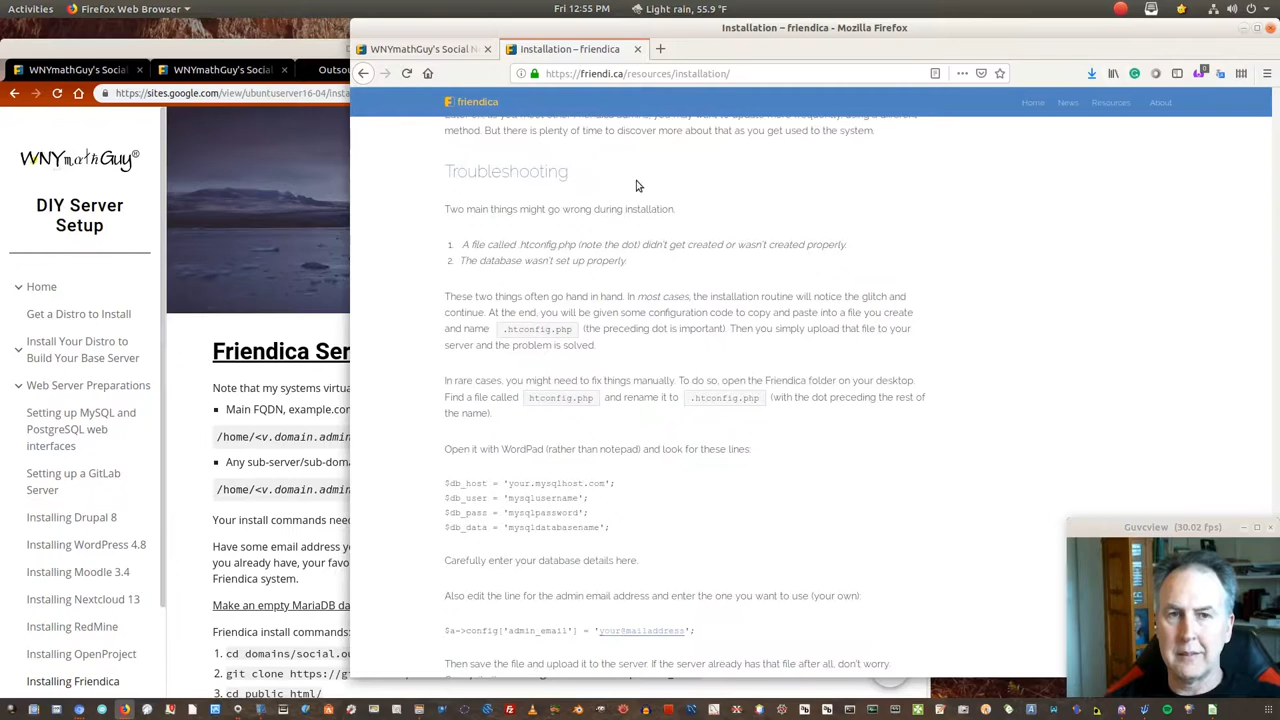 Activities
Firefox Web Browser
Fri 12:55 PM
Light rain, 55.9 °F
Installation – friendica - Mozilla Firefox
WNYmathGuy's Social N
Installation – friendica
WNYmathGuy's Social
WNYmathGuy's Social
Outsou
https://friendi.ca/resources/installation/
https://sites.google.com/view/ubuntuserver16-04/insta
friendica
Home
News
Resources
About
method. But there is plenty of time to discover more about that as you get used to the system.
Troubleshooting
Two main things might go wrong during installation.
1. A file called .htconfig.php (note the dot) didn't get created or wasn't created properly.
2. The database wasn't set up properly.
These two things often go hand in hand. In most cases, the installation routine will notice the glitch and
continue. At the end, you will be given some configuration code to copy and paste into a file you create
and name .htconfig.php (the preceding dot is important). Then you simply upload that file to your
server and the problem is solved.
In rare cases, you might need to fix things manually. To do so, open the Friendica folder on your desktop.
Find a file called htconfig.php and rename it to .htconfig.php (with the dot preceding the rest of
the name).
Open it with WordPad (rather than notepad) and look for these lines:
$db_host = 'your.mysqlhost.com';
$db_user = 'mysqlusername';
$db_pass = 'mysqlpassword';
$db_data = 'mysqldatabasename';
Carefully enter your database details here.
Also edit the line for the admin email address and enter the one you want to use (your own):
$a->config['admin_email'] = 'your@mailaddress';
Then save the file and upload it to the server. If the server already has that file after all, don't worry.
WNYmathGuy®
DIY Server
Setup
Home
Get a Distro to Install
Install Your Distro to
Build Your Base Server
Web Server Preparations
Setting up MySQL and
PostgreSQL web
interfaces
Setting up a GitLab
Server
Installing Drupal 8
Installing WordPress 4.8
Installing Moodle 3.4
Installing Nextcloud 13
Installing RedMine
Installing OpenProject
Installing Friendica
Friendica Ser
Note that my systems virtua
Main FQDN, example.con
/home/<v.domain.admin
Any sub-server/sub-doma
/home/<v.domain.admin
Your install commands need
Have some email address yo
you already have, your favo
Friendica system.
Make an empty MariaDB da
Friendica install commands:
1. cd domains/social.ou
2. git clone https://gi
3. cd public_html/
Guvcview (30.02 fps)